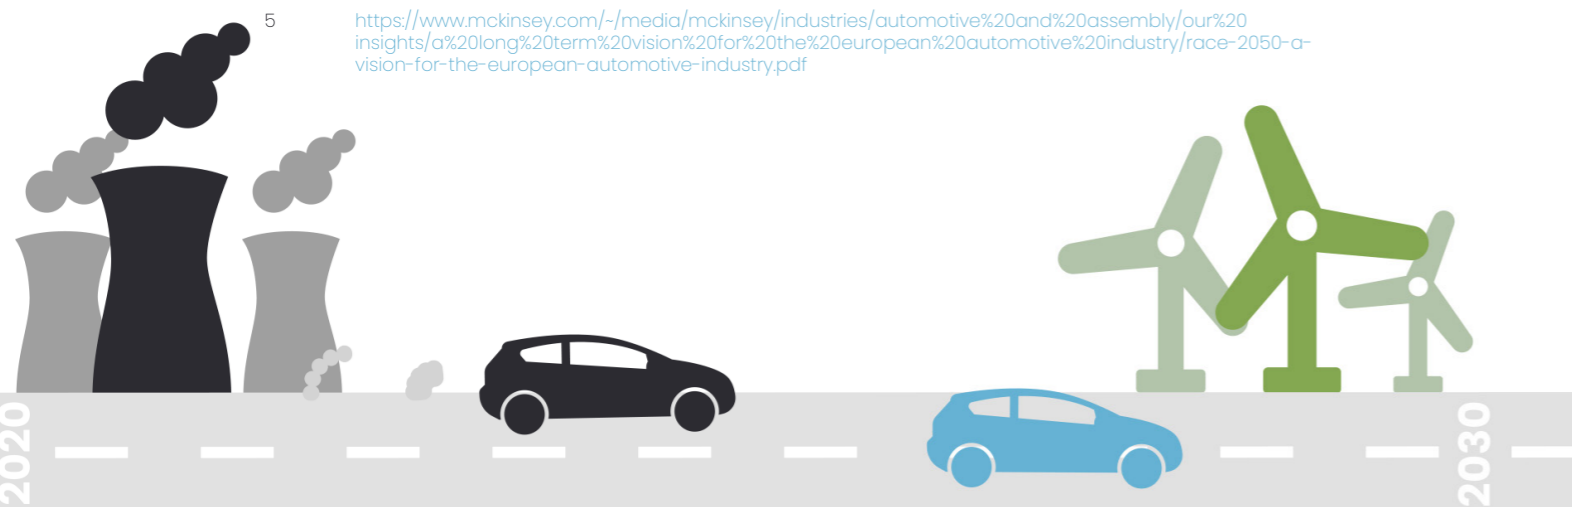 5 https://www.mckinsey.com/~/media/mckinsey/industries/automotive%20and%20assembly/our%20
insights/a%20long%20term%20vision%20for%20the%20european%20automotive%20industry/race-2050-a-
vision-for-the-european-automotive-industry.pdf
2020
2030